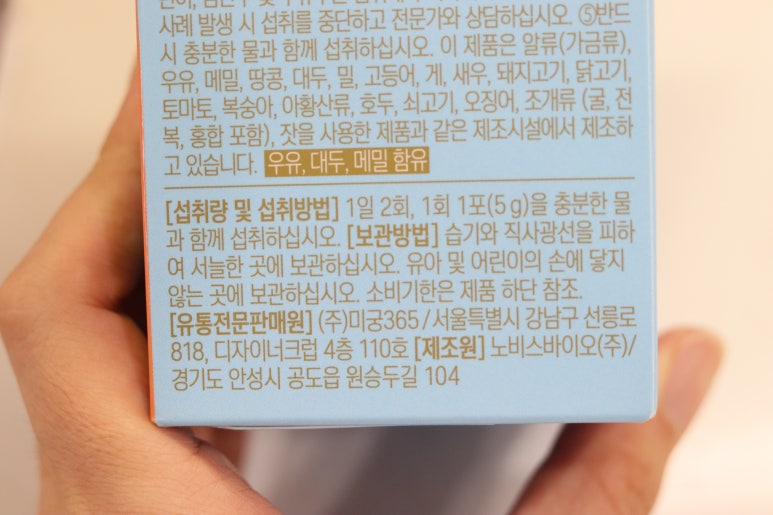 사례 발생 시 섭취를 중단하고 전문가와 상담하십시오. ⑤반드
시 충분한 물과 함께 섭취하십시오. 이 제품은 알류(가금류),
우유, 메밀, 땅콩, 대두, 밀, 고등어, 게, 새우, 돼지고기, 닭고기,
토마토, 복숭아, 아황산류, 호두, 쇠고기, 오징어, 조개류 (굴, 전
복, 홍합 포함), 잣을 사용한 제품과 같은 제조시설에서 제조하
고 있습니다. 우유, 대두, 메밀 함유
[섭취량 및 섭취방법] 1일 2회, 1회 1포(5 g)을 충분한 물
과 함께 섭취하십시오. [보관방법] 습기와 직사광선을 피하
여 서늘한 곳에 보관하십시오. 유아 및 어린이의 손에 닿지
않는 곳에 보관하십시오. 소비기한은 제품 하단 참조.
[유통전문판매원] (주)미궁365/서울특별시 강남구 선릉로
818, 디자이너크럽 4층 110호 [제조원] 노비스바이오(주)/
경기도 안성시 공도읍 원승두길 104